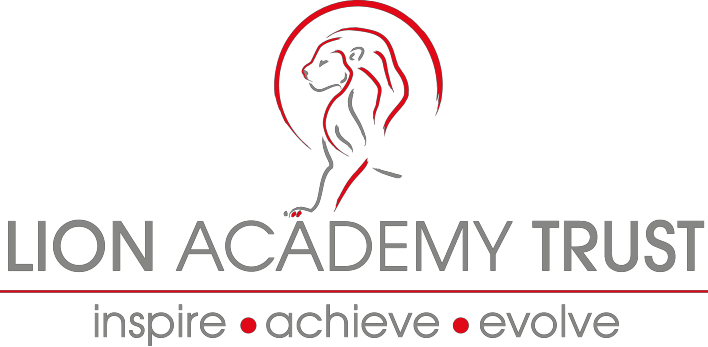 LION ACADEMY TRUST
inspire • achieve • evolve